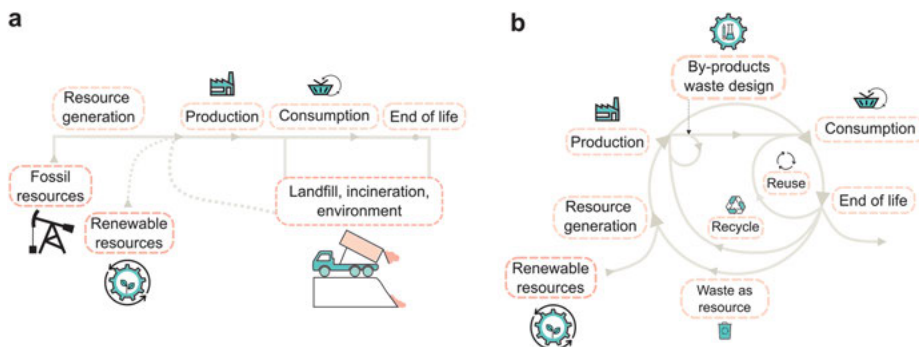 a
Resource
generation
Production
Consumption
End of life
Fossil
resources
Renewable
resources
Landfill, incineration,
environment
b
By-products
waste design
Production
Consumption
Reuse
Resource
generation
Recycle
End of life
Renewable
resources
Waste as
resource